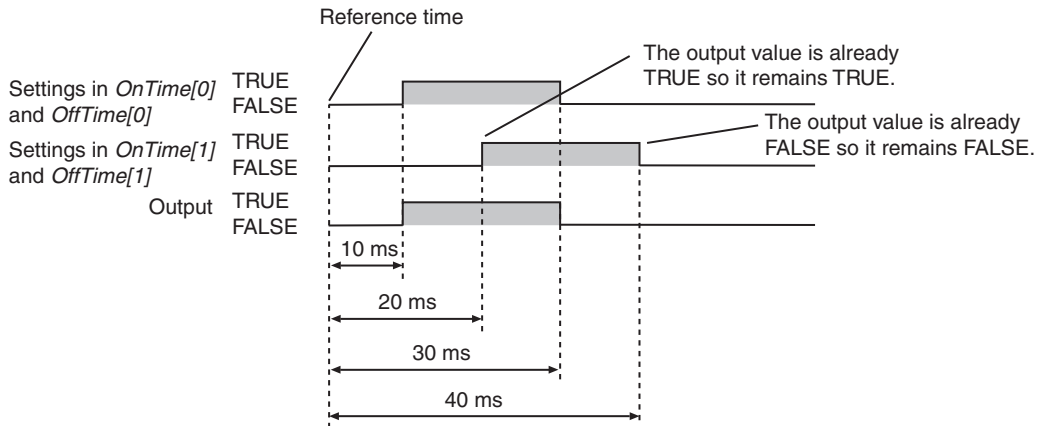 Reference time
The output value is already
TRUE so it remains TRUE.
Settings in OnTime[0]
and OffTime[0]
TRUE
FALSE
The output value is already
FALSE so it remains FALSE.
Settings in OnTime[1]
and OffTime[1]
TRUE
FALSE
Output
TRUE
FALSE
10 ms
20 ms
30 ms
40 ms